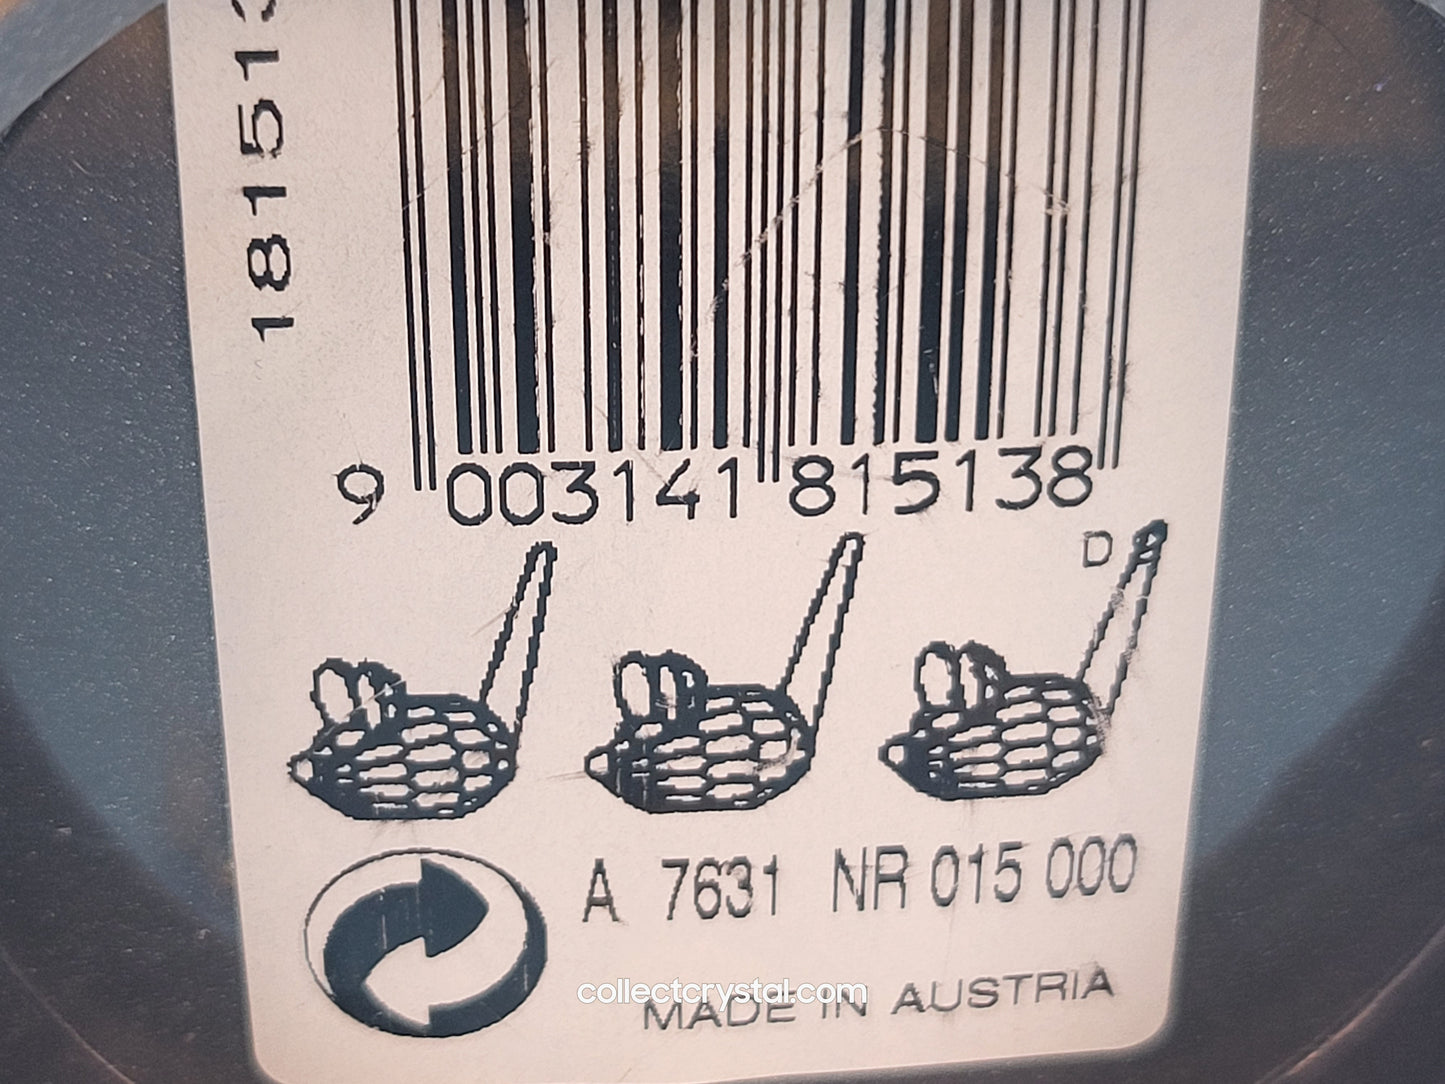 181513
9 003141 815138
D
A 7631 NR 015 000
collectcrystal.com
MADE IN AUSTRIA